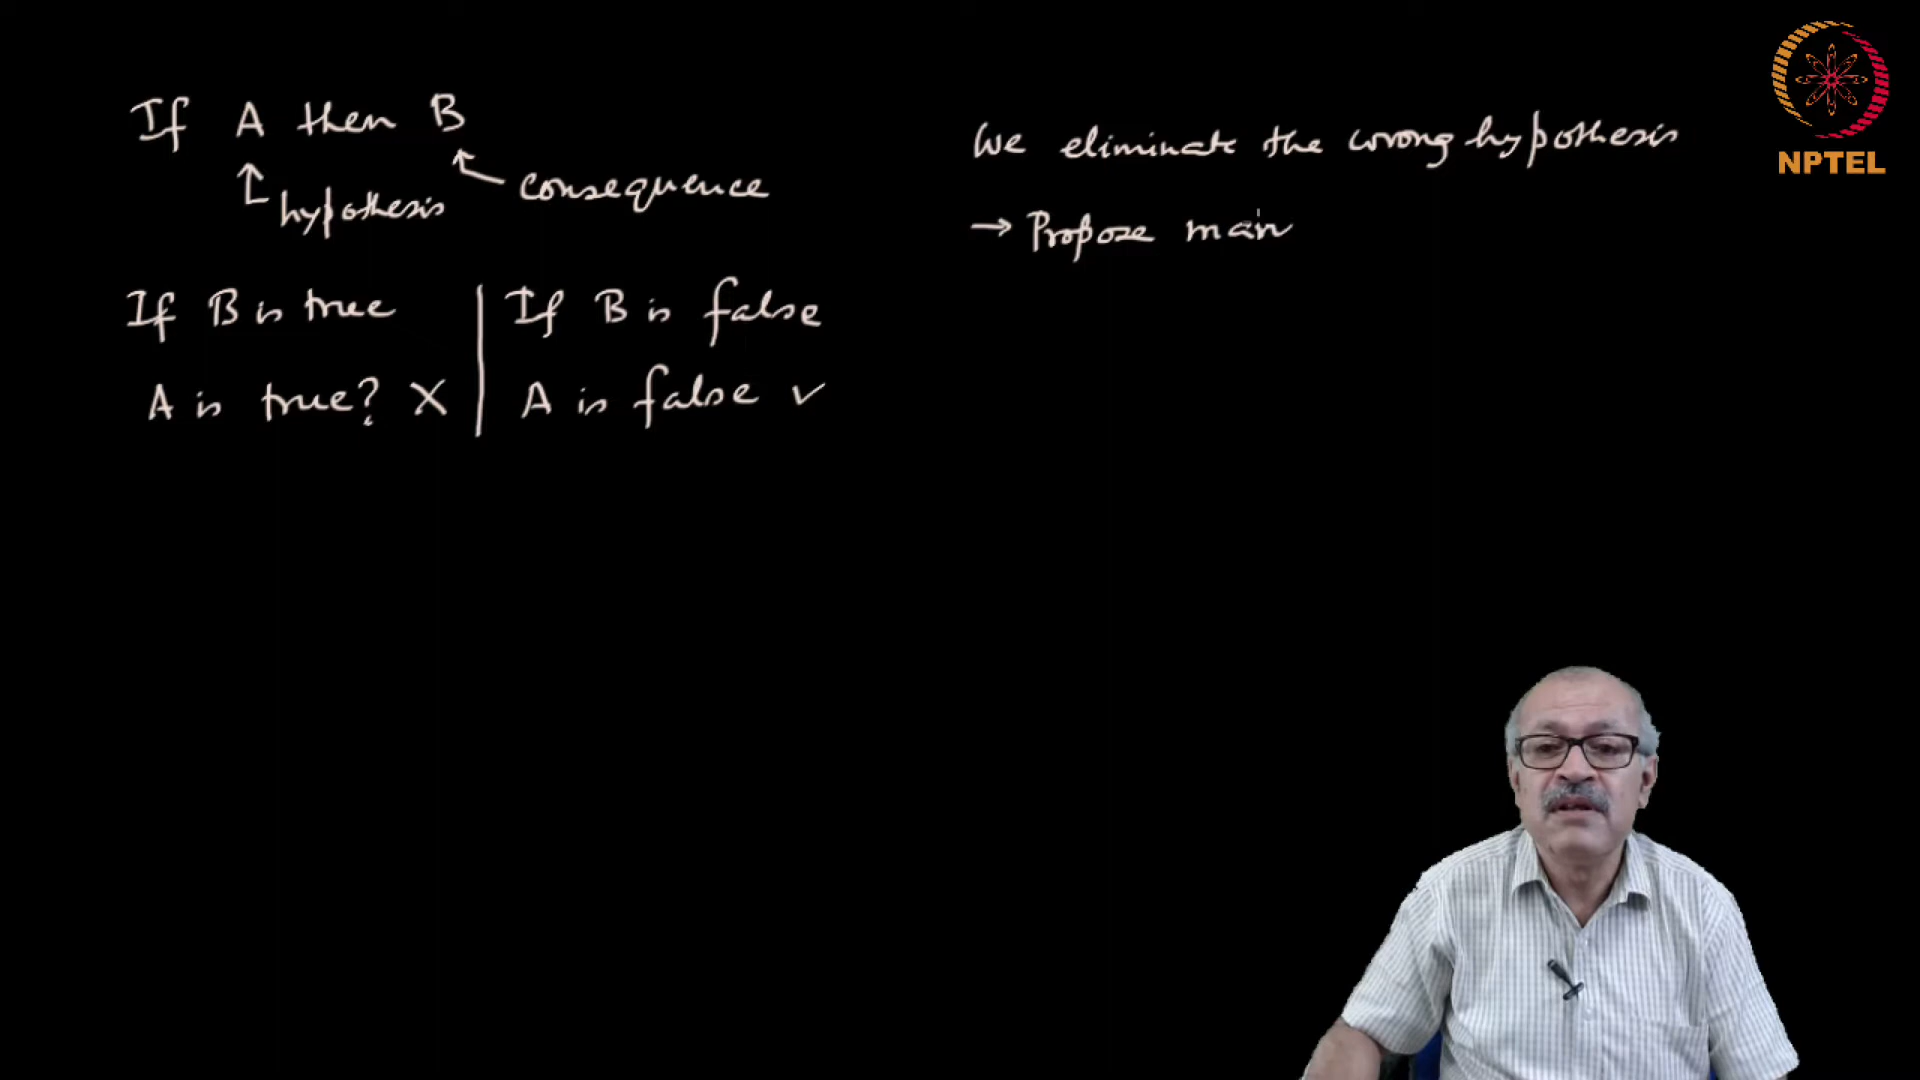 If A then B
hypothesis
consequence
If B is true
A is true? X
If B is false
A is false ✓
We eliminate the wrong hypothesis
→ Propose man
NPTEL